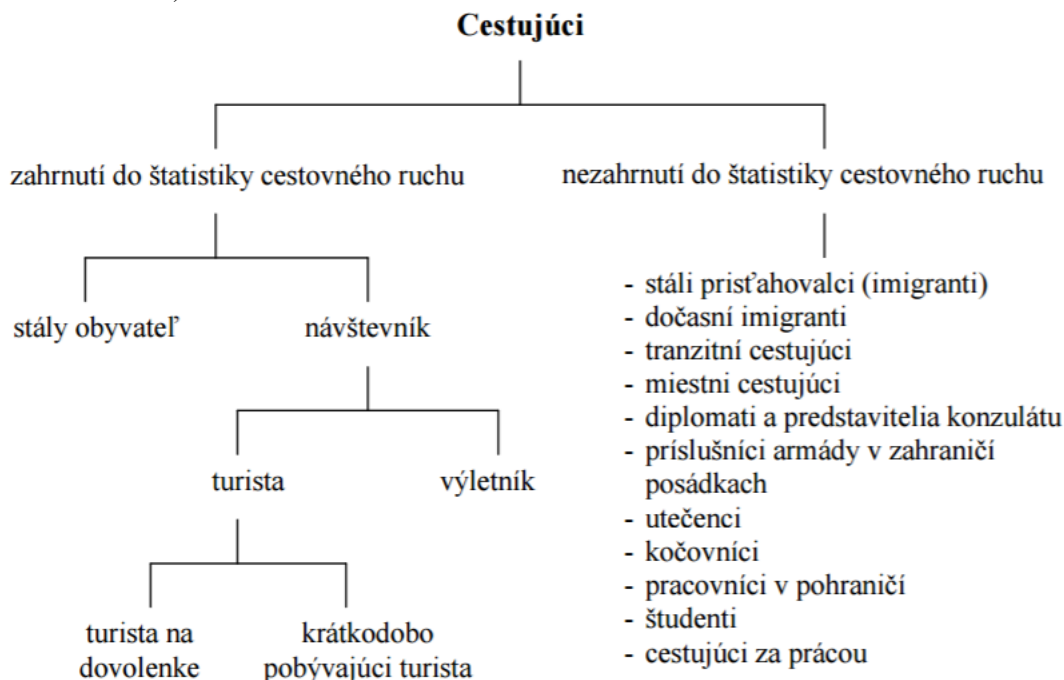 Cestujúci
zahrnutí do štatistiky cestovného ruchu
nezahrnutí do štatistiky cestovného ruchu
stály obyvateľ
návštevník
turista
výletník
turista na
dovolenke
krátkodobo
pobývajúci turista
- stáli prisťahovalci (imigranti)
- dočasní imigranti
- tranzitní cestujúci
- miestni cestujúci
- diplomati a predstavitelia konzulátu
- príslušníci armády v zahraničí
posádkach
- utečenci
- kočovníci
- pracovníci v pohraničí
- študenti
- cestujúci za prácou